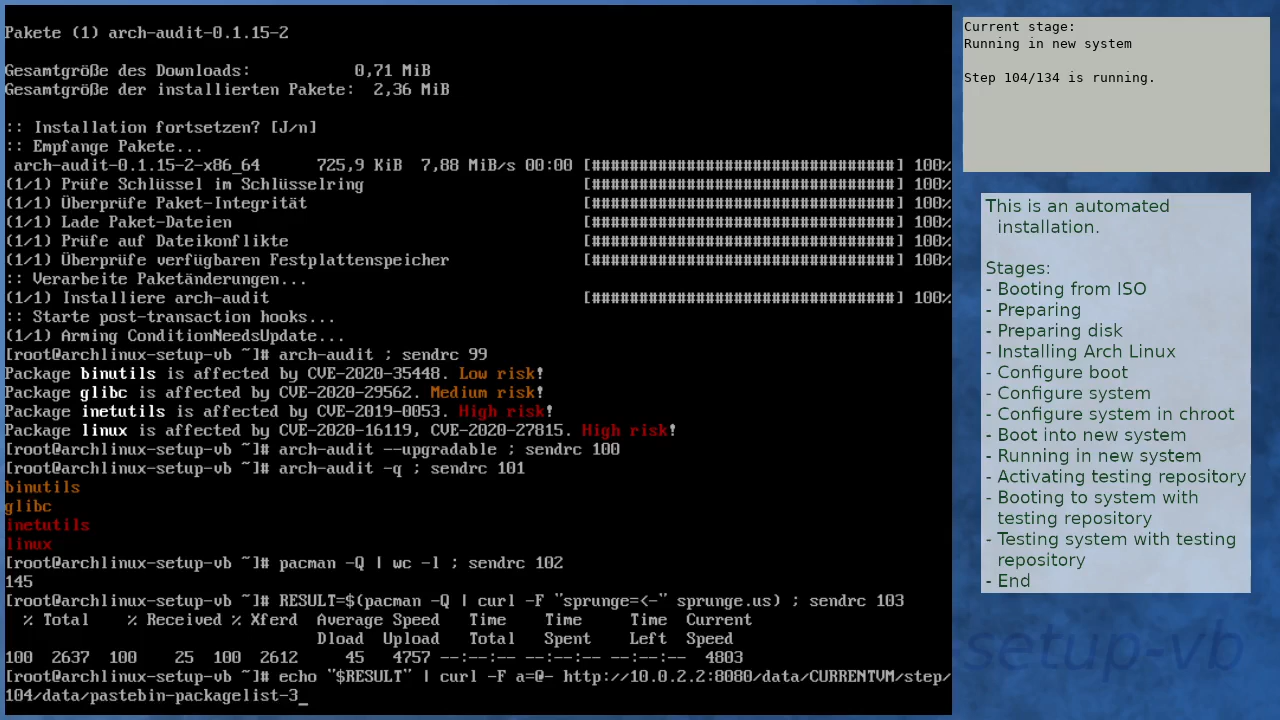 Pakete (1) arch-audit-0.1.15-2
Gesamtgröße des Downloads:           0,71 MiB
Gesamtgröße der installierten Pakete:  2,36 MiB
:: Installation fortsetzen? [J/n]
:: Empfange Pakete...
arch-audit-0.1.15-2-x86_64      725,9 KiB  7,88 MiB/s 00:00 [################################] 100%
(1/1) Prüfe Schlüssel im Schlüsselring                       [################################] 100%
(1/1) Überprüfe Paket-Integrität                             [################################] 100%
(1/1) Lade Paket-Dateien                                     [################################] 100%
(1/1) Prüfe auf Dateikonflikte                               [################################] 100%
(1/1) Überprüfe verfügbaren Festplattenspeicher              [################################] 100%
:: Verarbeite Paketänderungen...
(1/1) Installiere arch-audit                                 [################################] 100%
:: Starte post-transaction hooks...
(1/1) Arming ConditionNeedsUpdate...
[root@archlinux-setup-vb ~]# arch-audit ; sendrc 99
Package binutils is affected by CVE-2020-35448. Low risk!
Package glibc is affected by CVE-2020-29562. Medium risk!
Package inetutils is affected by CVE-2019-0053. High risk!
Package linux is affected by CVE-2020-16119, CVE-2020-27815. High risk!
[root@archlinux-setup-vb ~]# arch-audit --upgradable ; sendrc 100
[root@archlinux-setup-vb ~]# arch-audit -q ; sendrc 101
binutils
glibc
inetutils
linux
[root@archlinux-setup-vb ~]# pacman -Q | wc -l ; sendrc 102
145
[root@archlinux-setup-vb ~]# RESULT=$(pacman -Q | curl -F "sprunge=<-" sprunge.us) ; sendrc 103
  % Total    % Received % Xferd  Average Speed   Time    Time     Time  Current
                                 Dload  Upload   Total   Spent    Left  Speed
100  2637  100    25  100  2612     45   4757 --:--:-- --:--:-- --:--:--  4803
[root@archlinux-setup-vb ~]# echo "$RESULT" | curl -F a=@- http://10.0.2.2:8080/data/CURRENTVM/step/
104/data/pastebin-packagelist-3_
Current stage:
Running in new system
Step 104/134 is running.
This is an automated
installation.
Stages:
- Booting from ISO
- Preparing
- Preparing disk
- Installing Arch Linux
- Configure boot
- Configure system
- Configure system in chroot
- Boot into new system
- Running in new system
- Activating testing repository
- Booting to system with
testing repository
- Testing system with testing
repository
- End
setup-vb